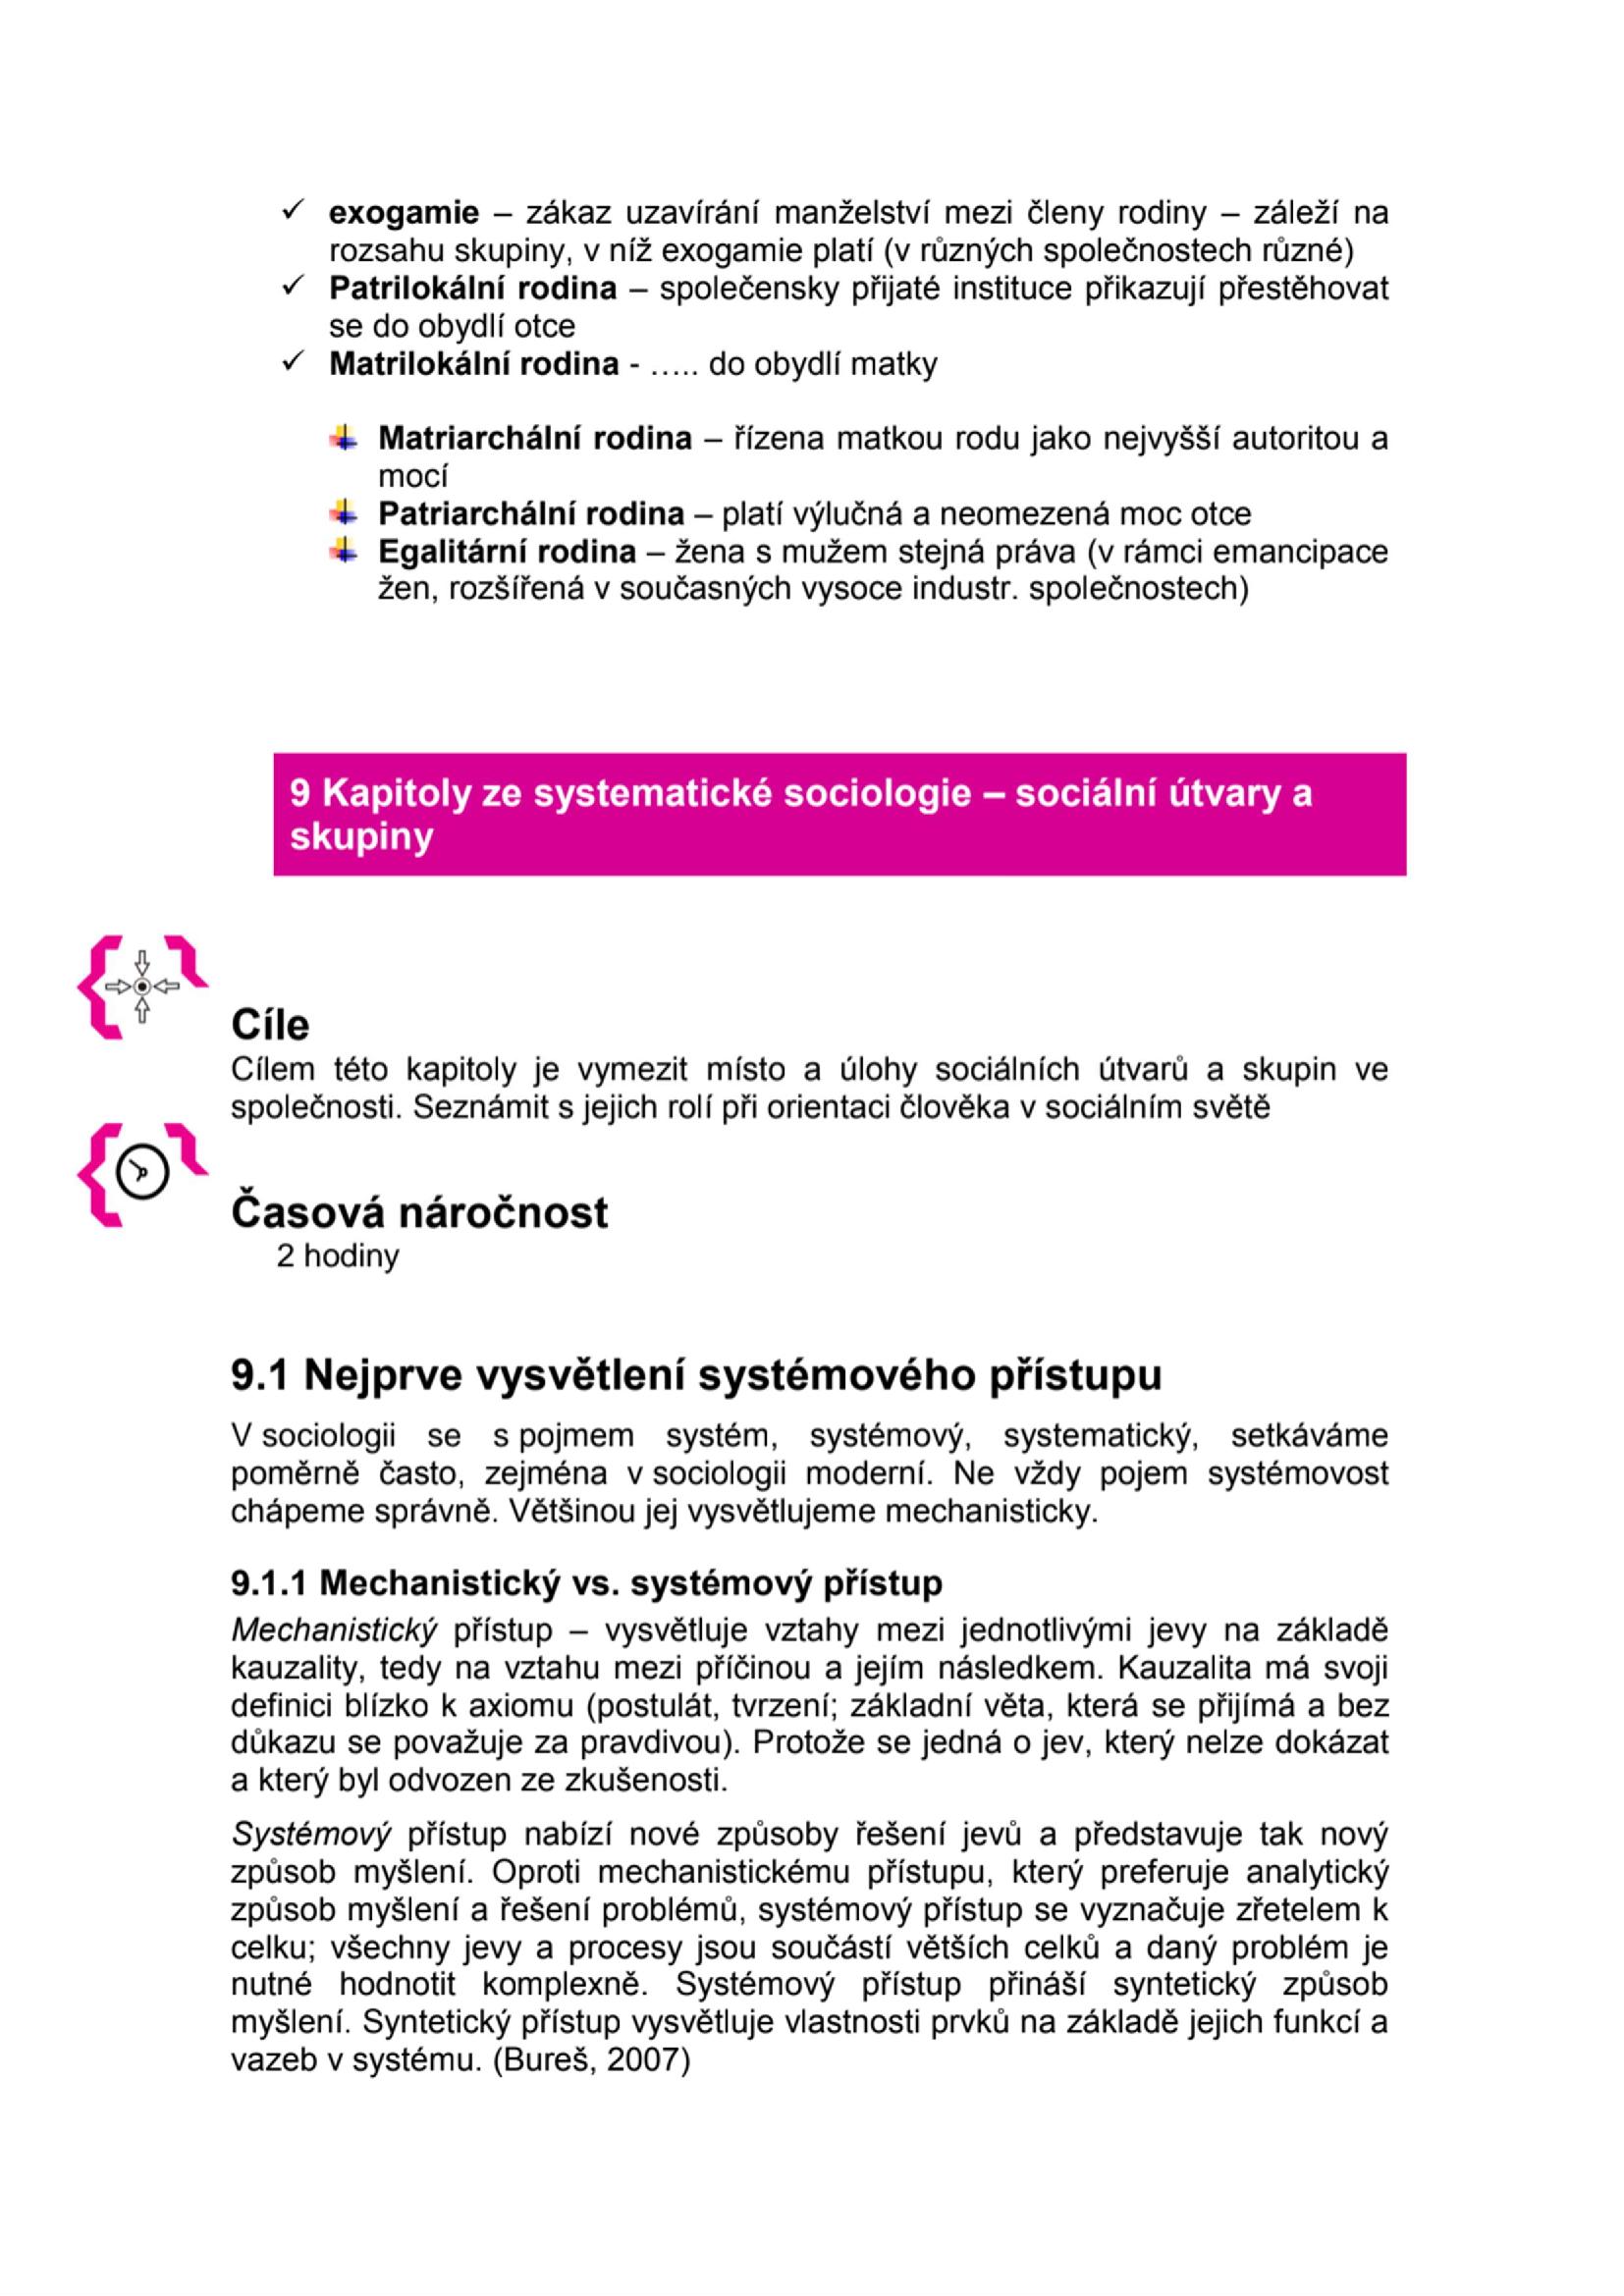 ✓ exogamie – zákaz uzavírání manželství mezi členy rodiny – záleží na
rozsahu skupiny, v níž exogamie platí (v různých společnostech různé)
✓ Patrilokální rodina – společensky přijaté instituce přikazují přestěhovat
se do obydlí otce
✓ Matrilokální rodina - ….. do obydlí matky
Matriarchální rodina – řízena matkou rodu jako nejvyšší autoritou a
mocí
Patriarchální rodina – platí výlučná a neomezená moc otce
Egalitární rodina – žena s mužem stejná práva (v rámci emancipace
žen, rozšířená v současných vysoce industr. společnostech)
9 Kapitoly ze systematické sociologie – sociální útvary a
skupiny
Cíle
Cílem této kapitoly je vymezit místo a úlohy sociálních útvarů a skupin ve
společnosti. Seznámit s jejich rolí při orientaci člověka v sociálním světě
Časová náročnost
2 hodiny
9.1 Nejprve vysvětlení systémového přístupu
V sociologii se s pojmem systém, systémový, systematický, setkáváme
poměrně často, zejména v sociologii moderní. Ne vždy pojem systémovost
chápeme správně. Většinou jej vysvětlujeme mechanisticky.
9.1.1 Mechanistický vs. systémový přístup
Mechanistický přístup – vysvětluje vztahy mezi jednotlivými jevy na základě
kauzality, tedy na vztahu mezi příčinou a jejím následkem. Kauzalita má svoji
definici blízko k axiomu (postulát, tvrzení; základní věta, která se přijímá a bez
důkazu se považuje za pravdivou). Protože se jedná o jev, který nelze dokázat
a který byl odvozen ze zkušenosti.
Systémový přístup nabízí nové způsoby řešení jevů a představuje tak nový
způsob myšlení. Oproti mechanistickému přístupu, který preferuje analytický
způsob myšlení a řešení problémů, systémový přístup se vyznačuje zřetelem k
celku; všechny jevy a procesy jsou součástí větších celků a daný problém je
nutné hodnotit komplexně. Systémový přístup přináší syntetický způsob
myšlení. Syntetický přístup vysvětluje vlastnosti prvků na základě jejich funkcí a
vazeb v systému. (Bureš, 2007)